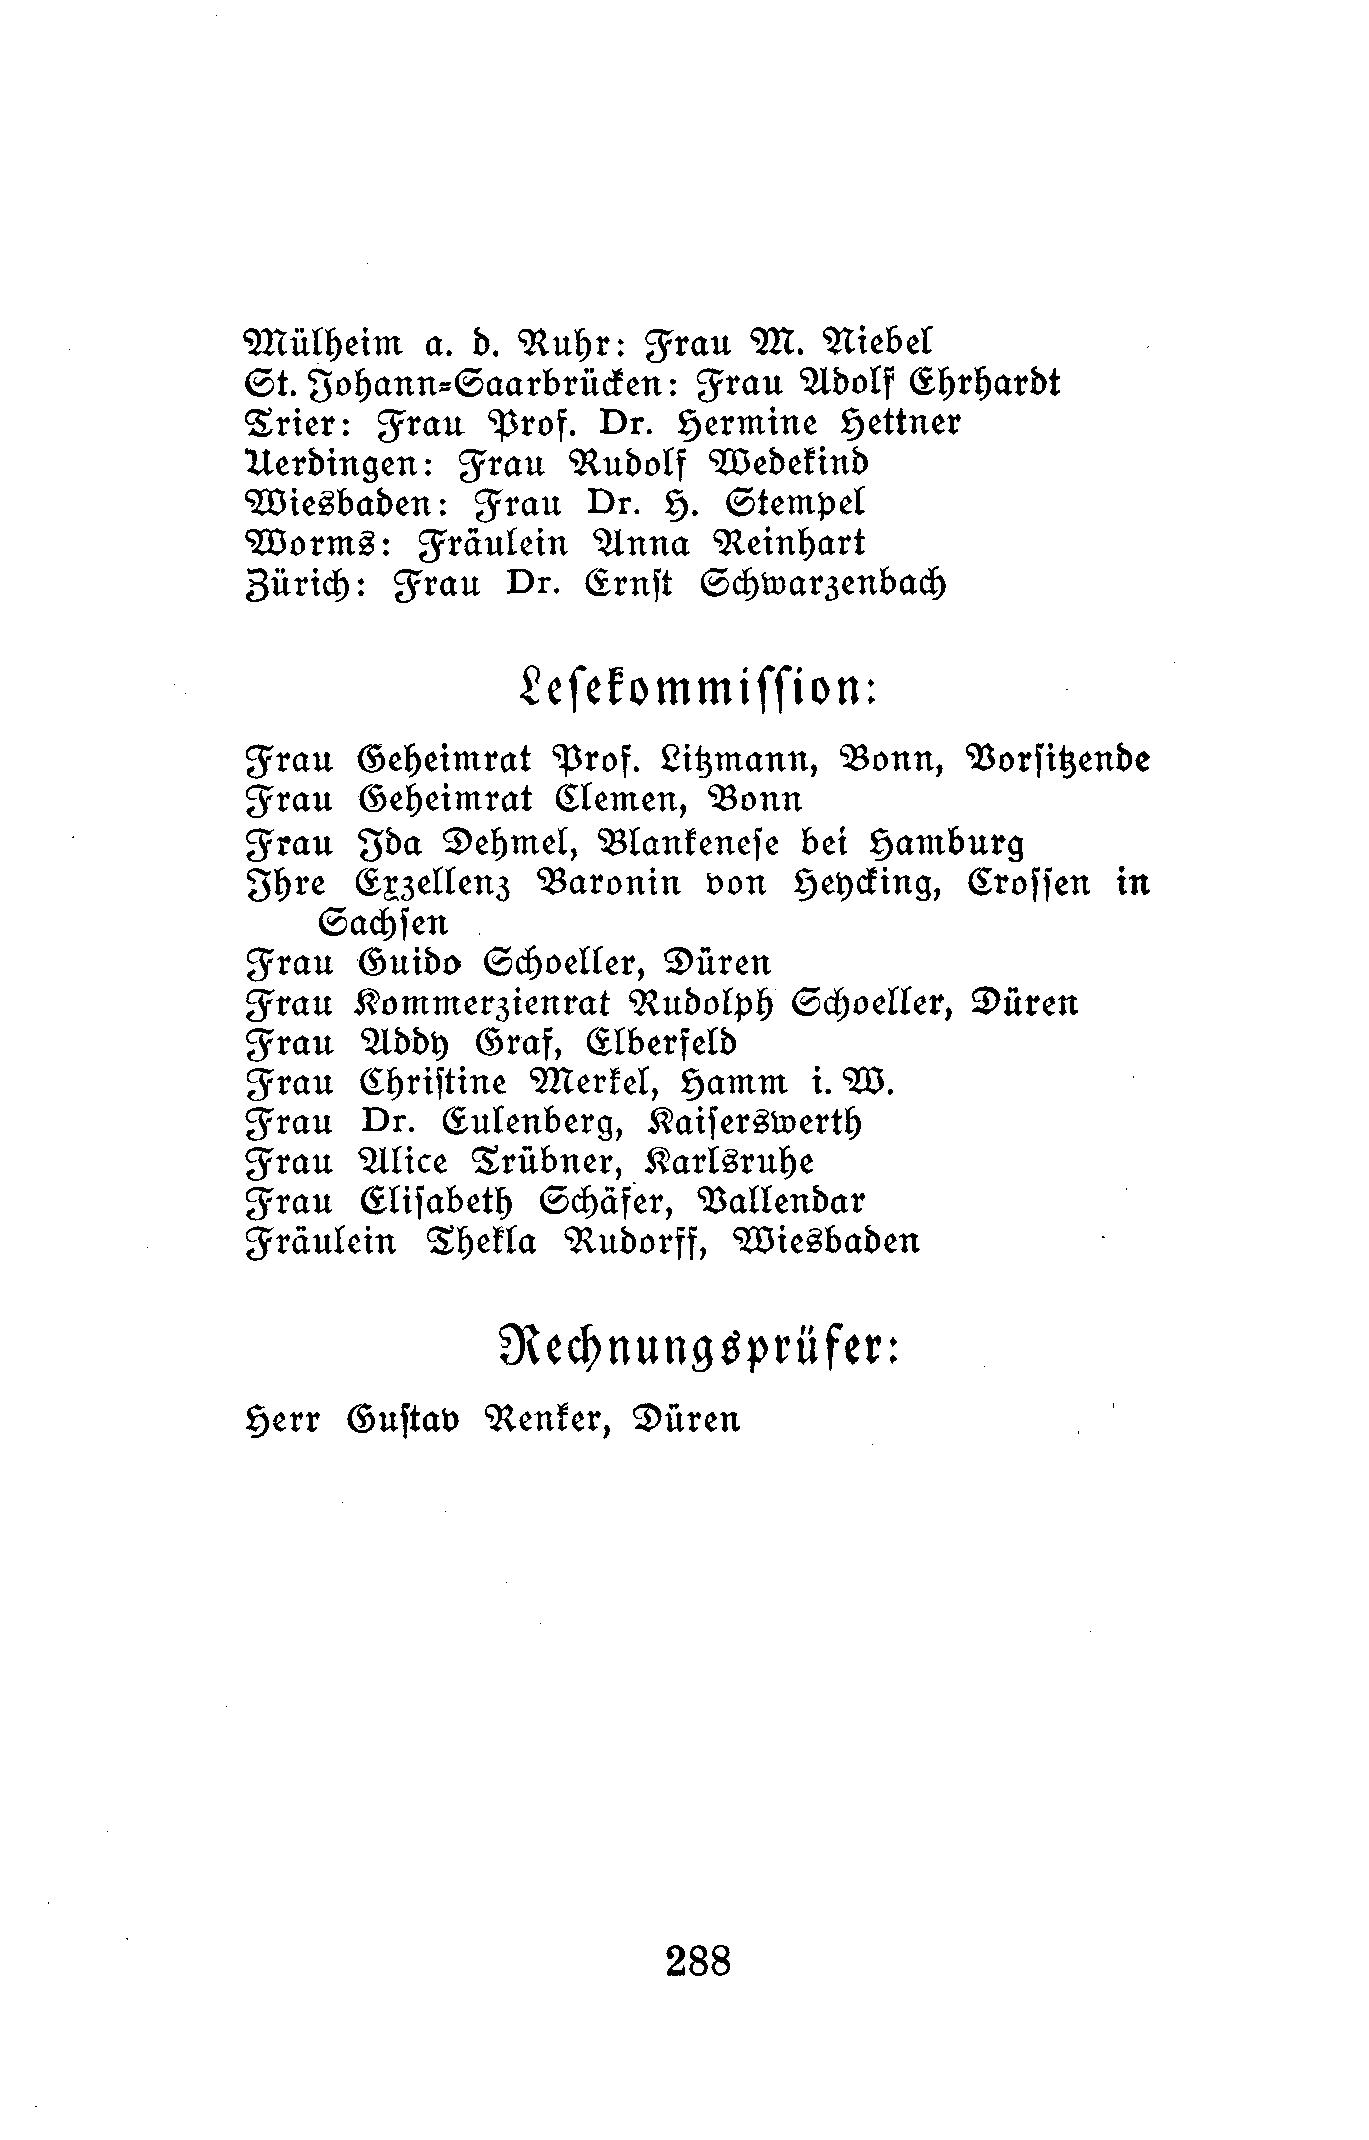 Mülheim a. d. Ruhr: Frau M. Niebel
St. Johann-Saarbrücken: Frau Adolf Ehrhardt
Trier: Frau Prof. Dr. Hermine Hettner
Uerdingen: Frau Rudolf Wedekind
Wiesbaden: Frau Dr. H. Stempel
Worms: Fräulein Anna Reinhart
Zürich: Frau Dr. Ernſt Schwarzenbach
Leſekommiſſion:
Frau Geheimrat Prof. Litzmann, Bonn, Vorſitzende
Frau Geheimrat Clemen, Bonn
Frau Ida Dehmel, Blankeneſe bei Hamburg
Ihre Exzellenz Baronin von Heycking, Croſſen in
Sachſen
Frau Guido Schoeller, Düren
Frau Kommerzienrat Rudolph Schoeller, Düren
Frau Addy Graf, Elberfeld
Frau Chriſtine Merkel, Hamm i. W.
Frau Dr. Eulenberg, Kaiſerswerth
Frau Alice Trübner, Karlsruhe
Frau Eliſabeth Schäfer, Vallendar
Fräulein Thekla Rudorff, Wiesbaden
Rechnungsprüfer:
Herr Guſtav Renker, Düren
288